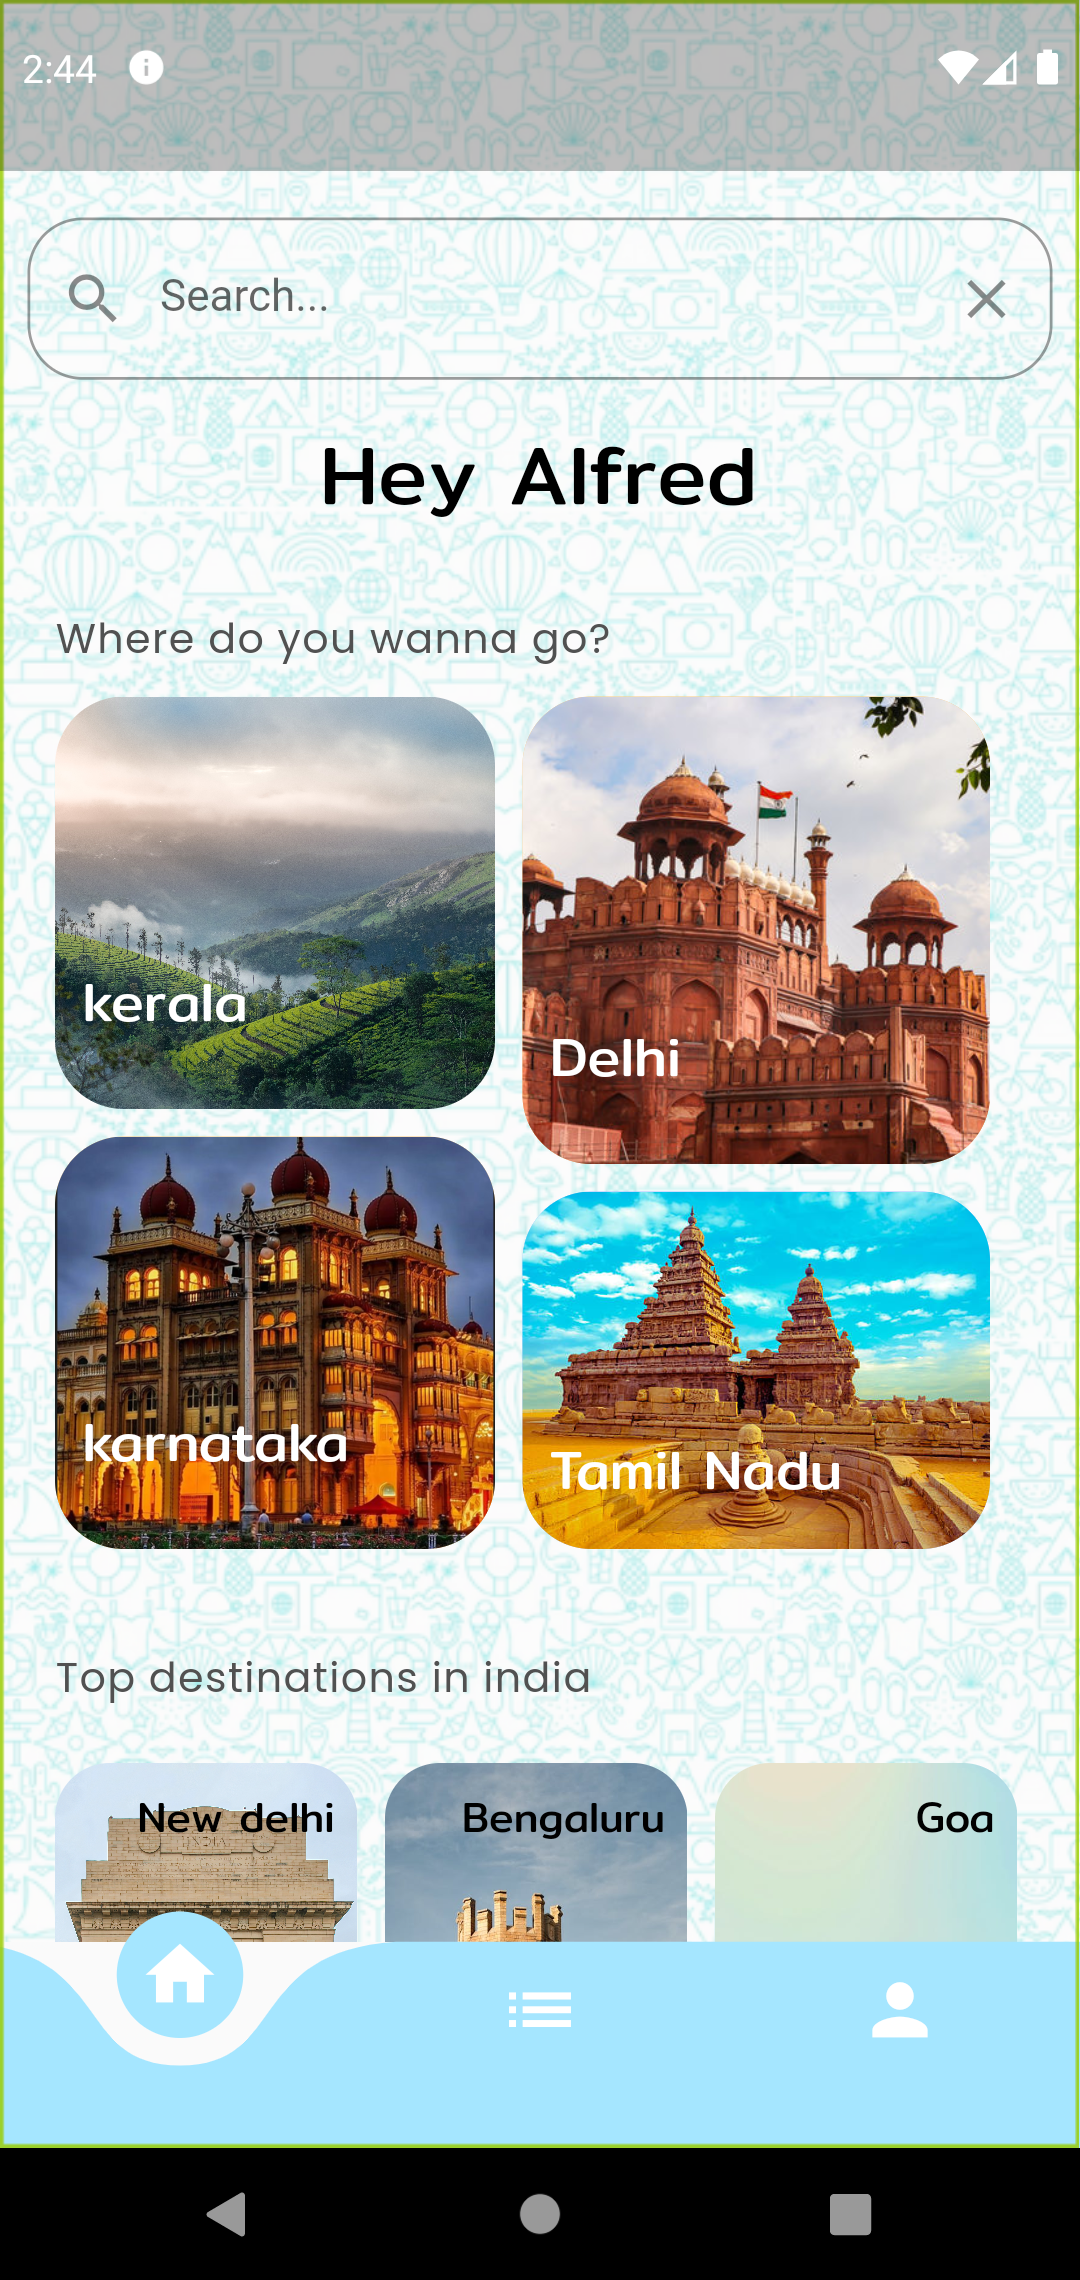 2:44
Search...
Hey Alfred
Where do you wanna go?
kerala
Delhi
karnataka
Tamil Nadu
Top destinations in india
New delhi
INDIA
Bengaluru
Goa